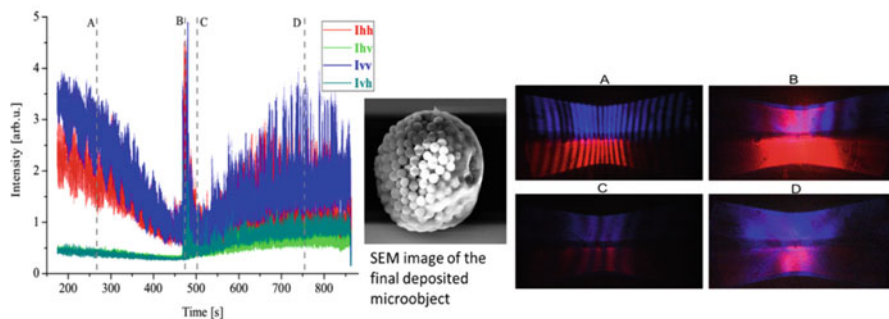 A
B
C
D
Ihh
Ihv
Ivv
Ivh
Intensity [arb.u.]
5
4
3
2
1
0
200
300
400
500
600
700
800
Time [s]
SEM image of the
final deposited
microobject
A
B
C
D